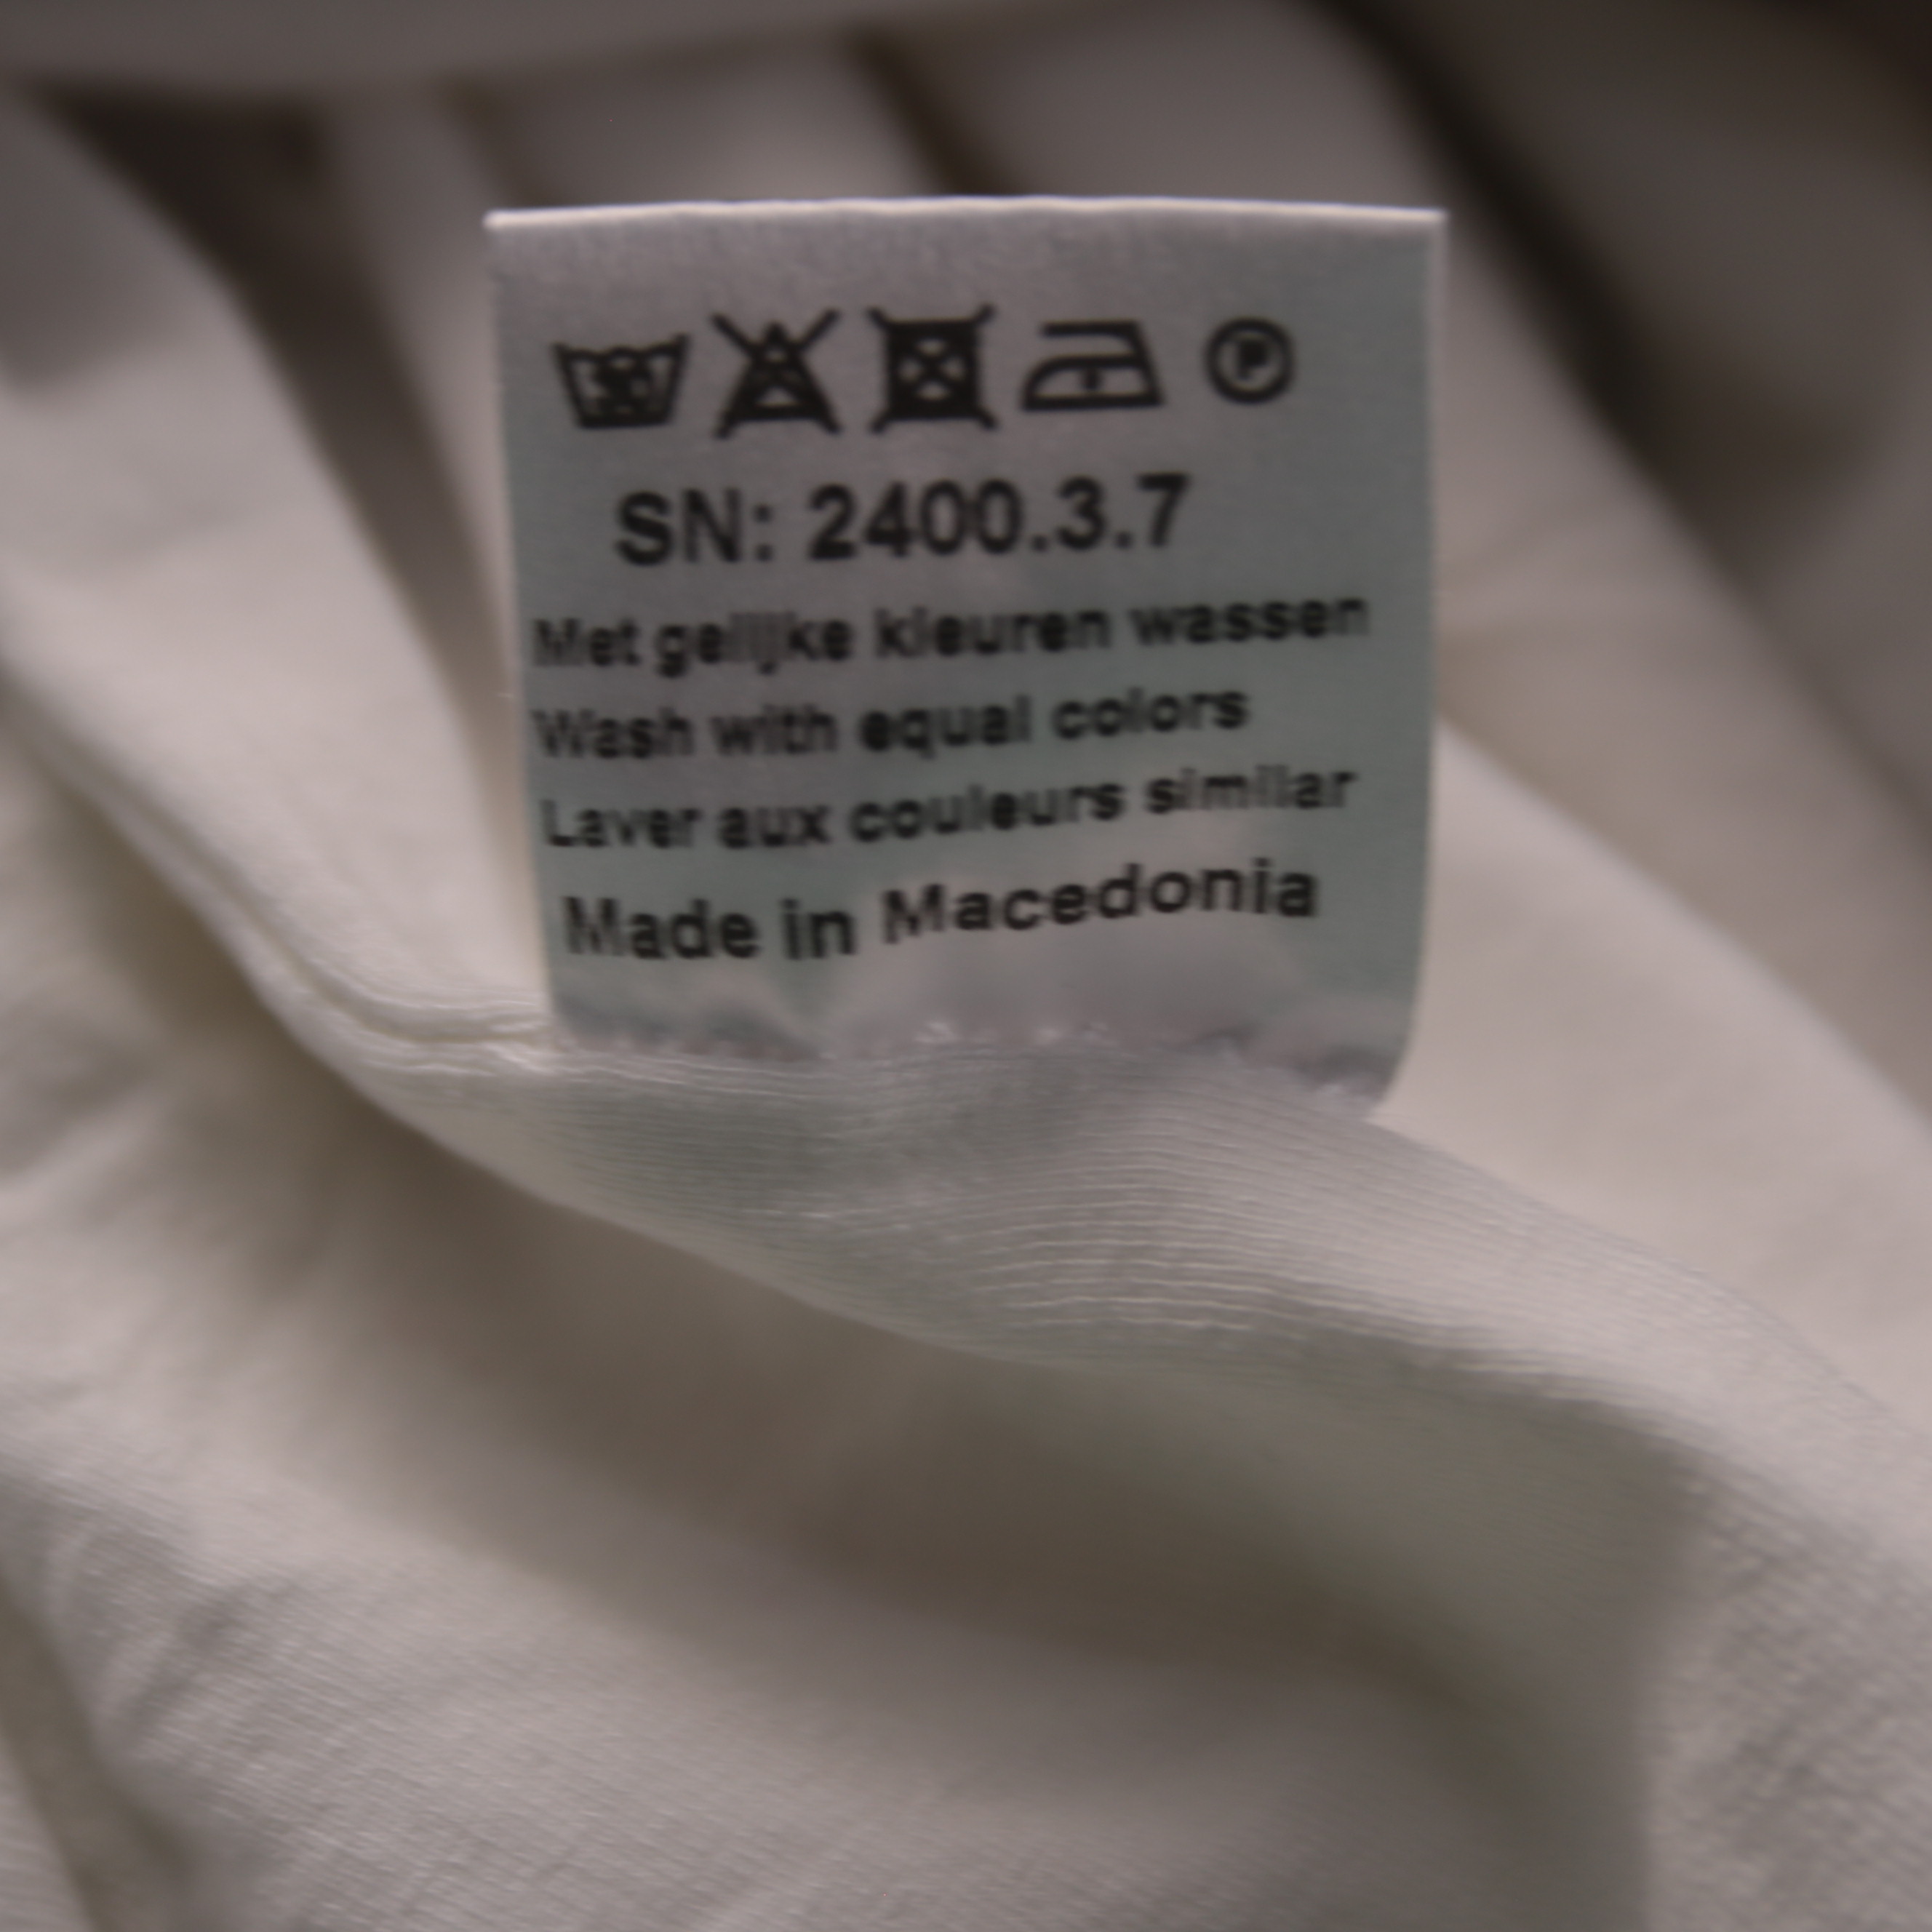 30 P
SN: 2400.3.7
Met gelijke kleuren wassen
Wash with equal colors
Laver aux couleurs similar
Made in Macedonia